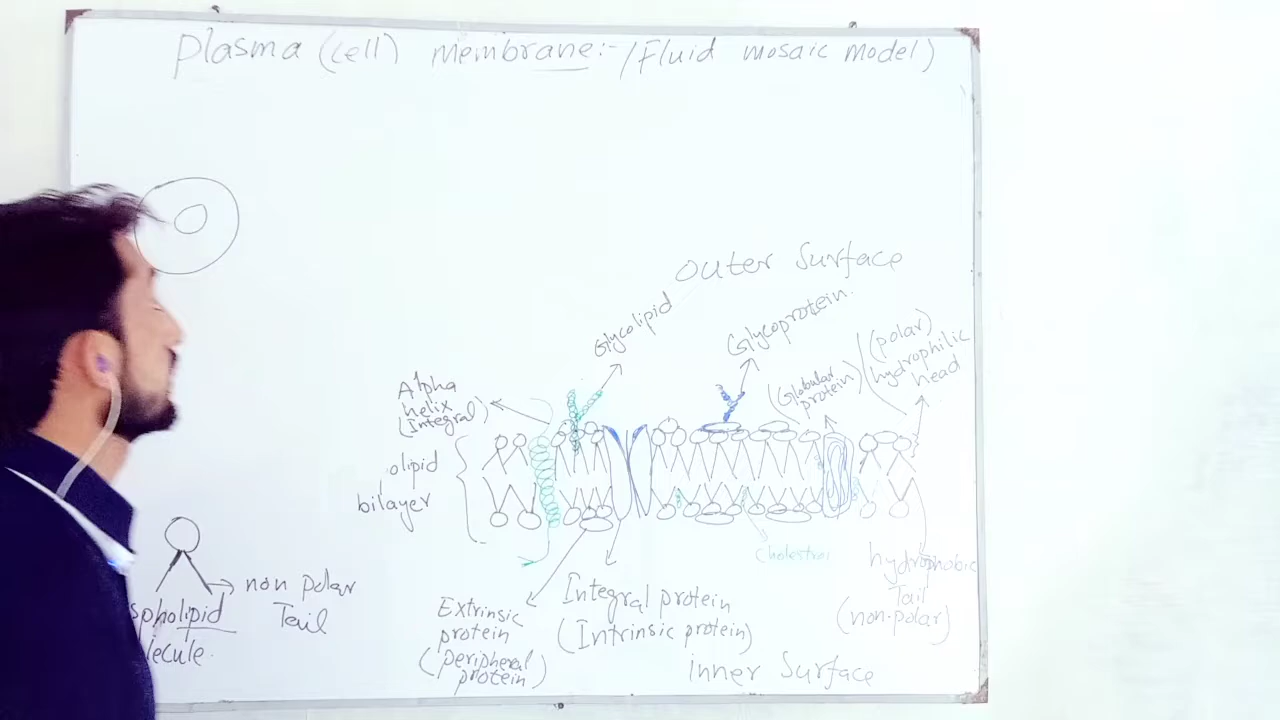 Plasma (cell) membrane:- (Fluid mosaic model)
outer Surface
Glycolipid
Glycoprotein.
(polar)
hydrophilic
head
(Globular
protein)
Alpha
helix
(Integral)
olipid
bilayer
Cholestrol
hydrophobic
Tail
(non-polar)
Integral protein
(Intrinsic protein)
Extrinsic
protein
(peripheral
protein)
inner Surface
non polar
Tail
spholipid
lecule.